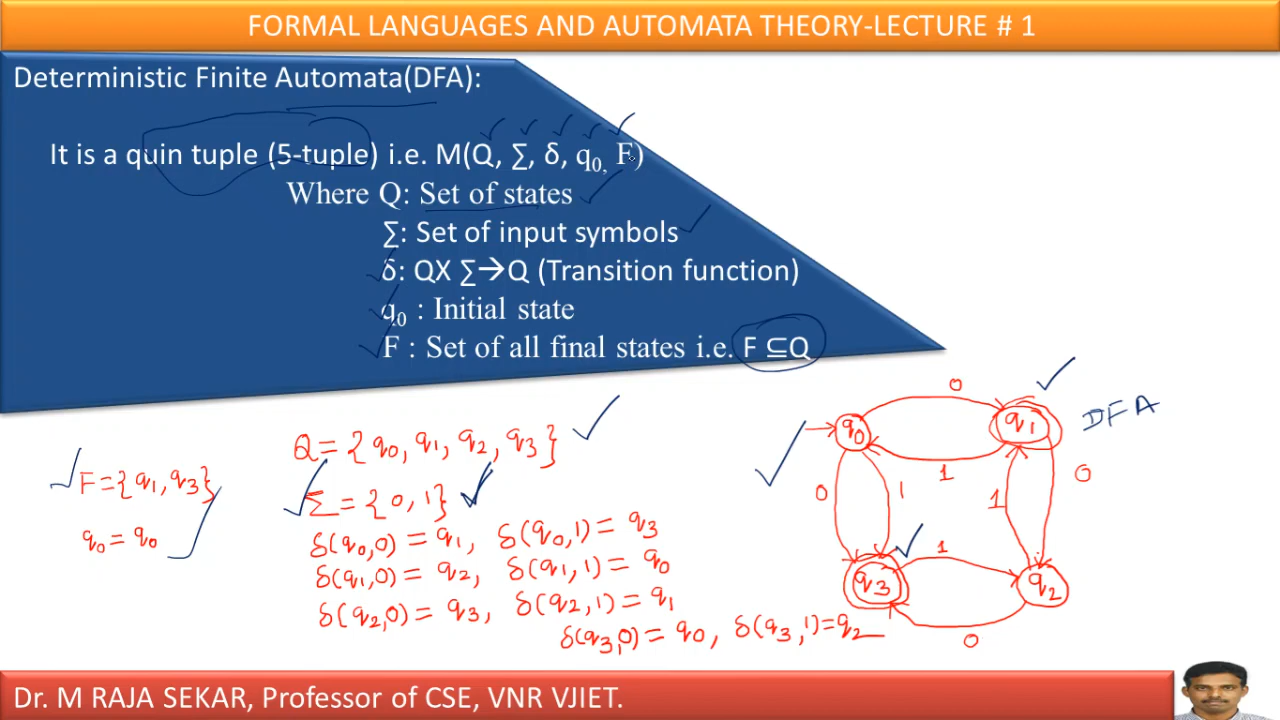 FORMAL LANGUAGES AND AUTOMATA THEORY-LECTURE # 1
Deterministic Finite Automata(DFA):
It is a quin tuple (5-tuple) i.e. M(Q, ∑, δ, q0, F)
Where Q: Set of states
∑: Set of input symbols
δ: QX ∑→Q (Transition function)
q0 : Initial state
F : Set of all final states i.e. F ⊆Q
F={q1, q3}
q0 = q0
Q = {q0, q1, q2, q3}
Σ = {0, 1}
δ(q0,0) = q1, δ(q0,1) = q3
δ(q1,0) = q2, δ(q1,1) = q0
δ(q2,0) = q3, δ(q2,1) = q1
δ(q3,0) = q0, δ(q3,1)=q2
0
q0
q1
DFA
1
0
0
1
1
1
q3
q2
0
Dr. M RAJA SEKAR, Professor of CSE, VNR VJIET.